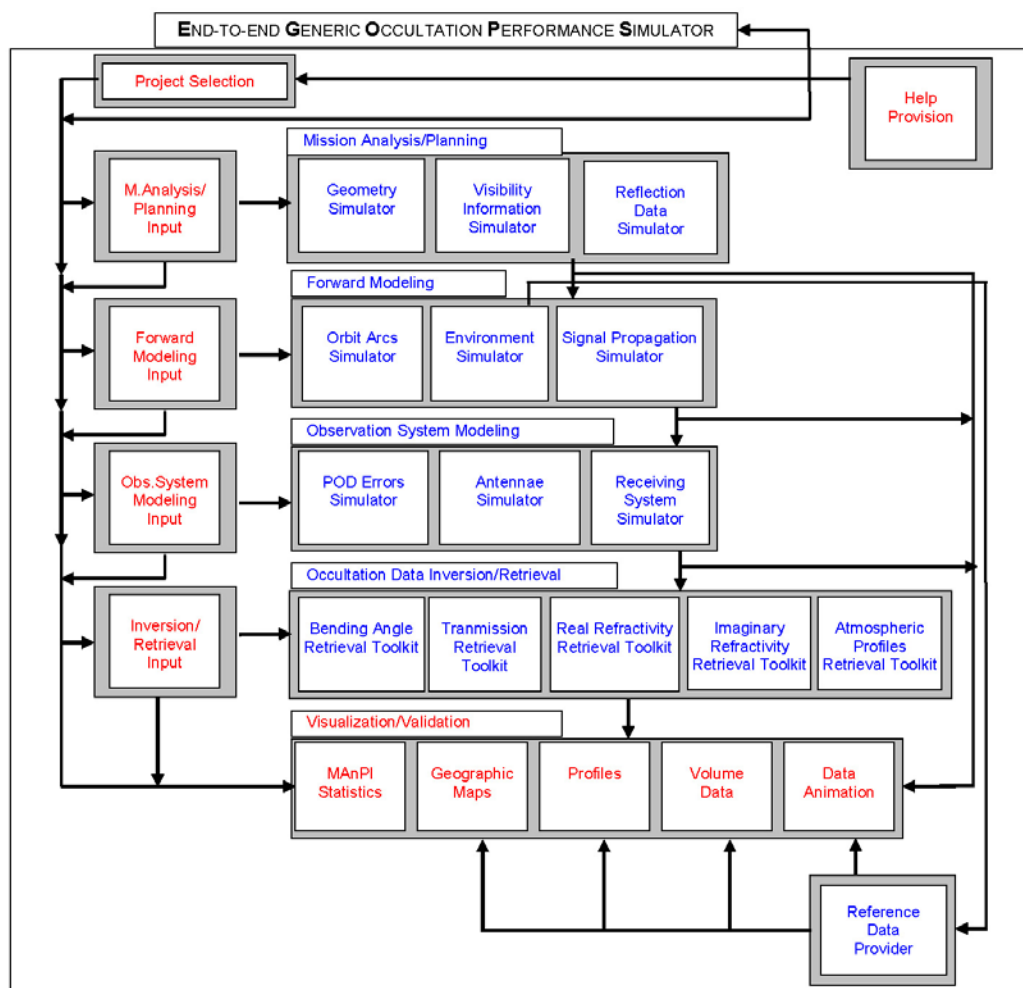 END-TO-END GENERIC OCCULTATION PERFORMANCE SIMULATOR
Project Selection
Help
Provision
Mission Analysis/Planning
M.Analysis/
Planning
Input
Geometry
Simulator
Visibility
Information
Simulator
Reflection
Data
Simulator
Forward Modeling
Forward
Modeling
Input
Orbit Arcs
Simulator
Environment
Simulator
Signal Propagation
Simulator
Observation System Modeling
Obs.System
Modeling
Input
POD Errors
Simulator
Antennae
Simulator
Receiving
System
Simulator
Occultation Data Inversion/Retrieval
Inversion/
Retrieval
Input
Bending Angle
Retrieval Toolkit
Tranmission
Retrieval
Toolkit
Real Refractivity
Retrieval Toolkit
Imaginary
Refractivity
Retrieval Toolkit
Atmospheric
Profiles
Retrieval Toolkit
Visualization/Validation
MAnPI
Statistics
Geographic
Maps
Profiles
Volume
Data
Data
Animation
Reference
Data
Provider